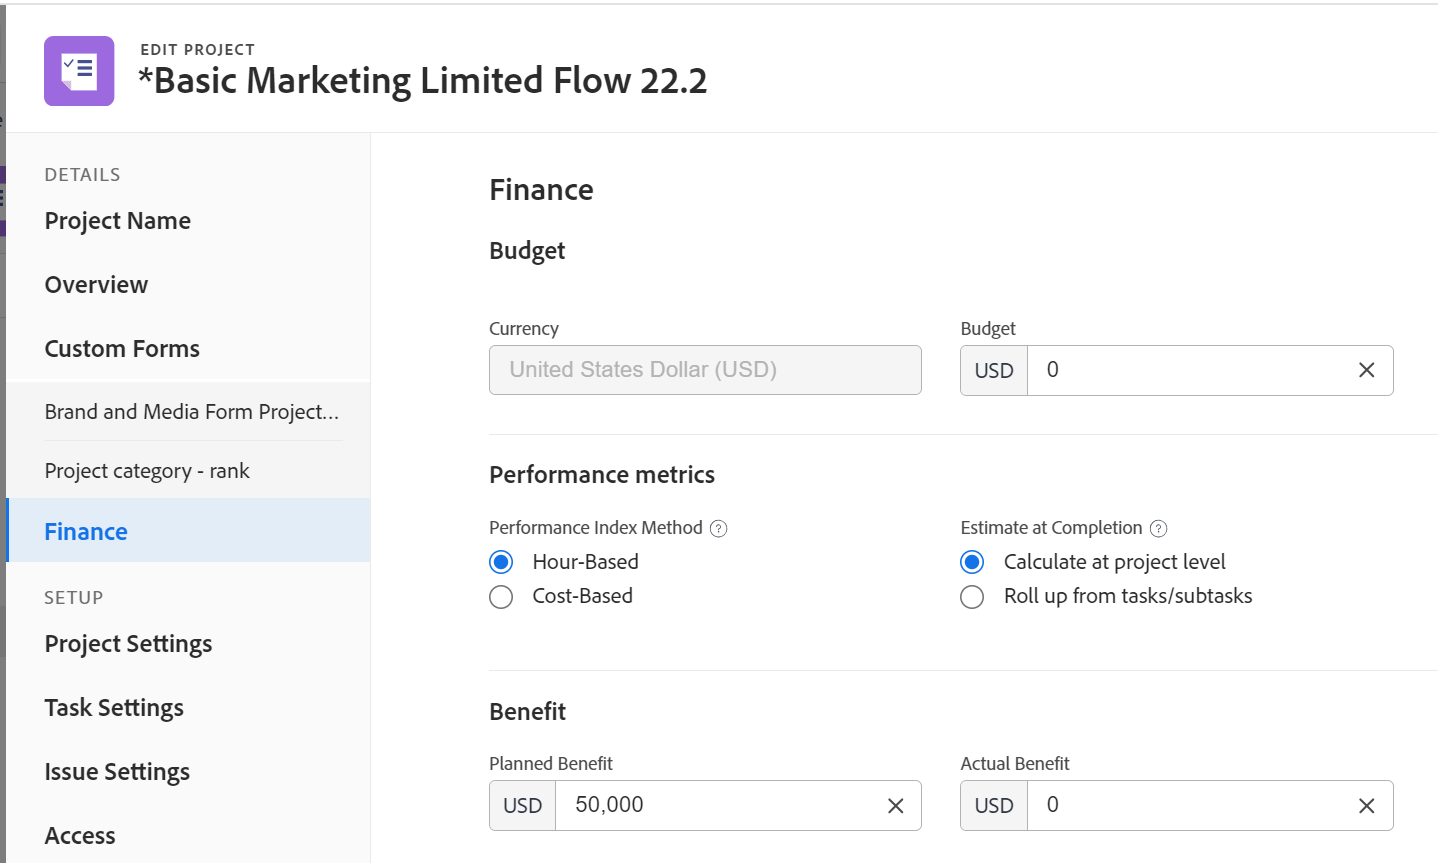 EDIT PROJECT
*Basic Marketing Limited Flow 22.2
DETAILS
Project Name
Overview
Custom Forms
Brand and Media Form Project...
Project category - rank
Finance
SETUP
Project Settings
Task Settings
Issue Settings
Access
Finance
Budget
Currency
United States Dollar (USD)
Budget
USD 0
Performance metrics
Performance Index Method
Hour-Based
Cost-Based
Estimate at Completion
Calculate at project level
Roll up from tasks/subtasks
Benefit
Planned Benefit
USD 50,000
Actual Benefit
USD 0